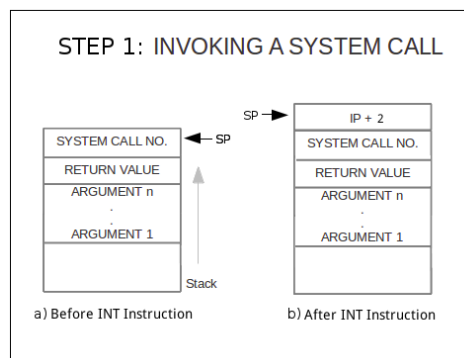 STEP 1: INVOKING A SYSTEM CALL
SYSTEM CALL NO.
SP
RETURN VALUE
ARGUMENT n
.
.
ARGUMENT 1
Stack
a) Before INT Instruction
SP
IP + 2
SYSTEM CALL NO.
RETURN VALUE
ARGUMENT n
.
.
ARGUMENT 1
b) After INT Instruction